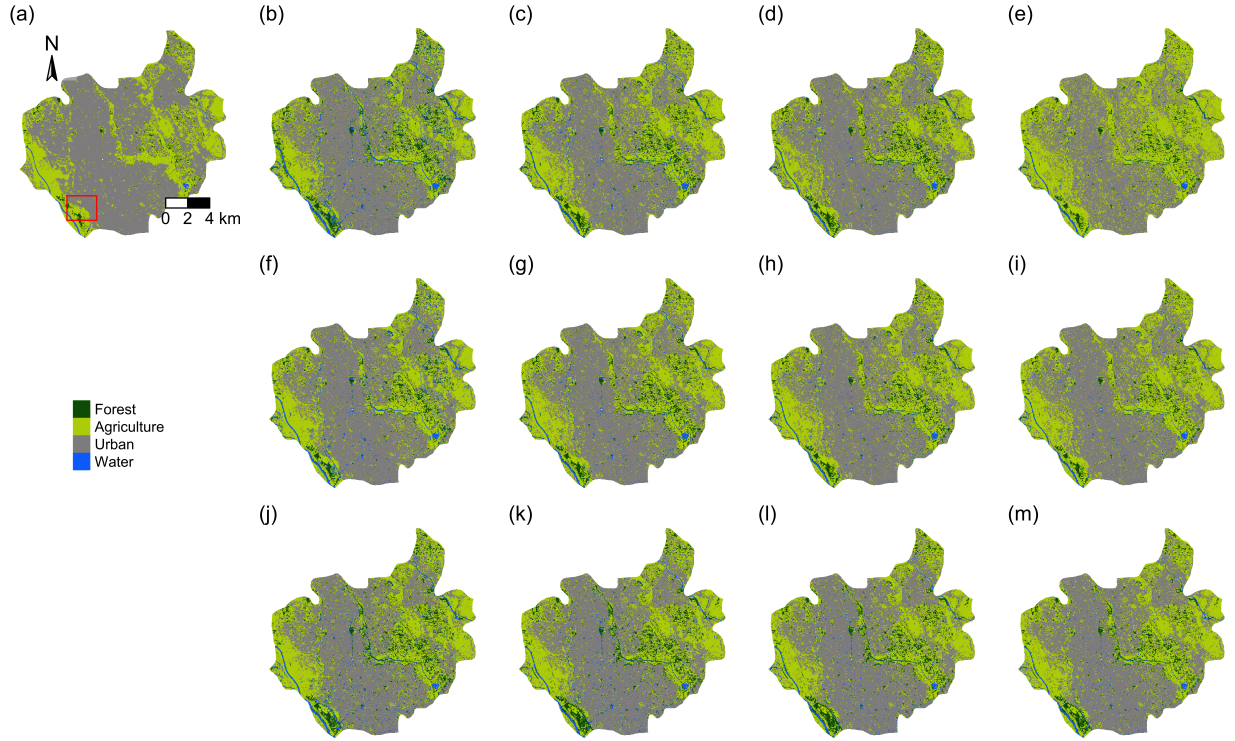 (a)
(b)
(c)
(d)
(e)
N
0 2 4 km
(f)
(g)
(h)
(i)
Forest
Agriculture
Urban
Water
(j)
(k)
(l)
(m)